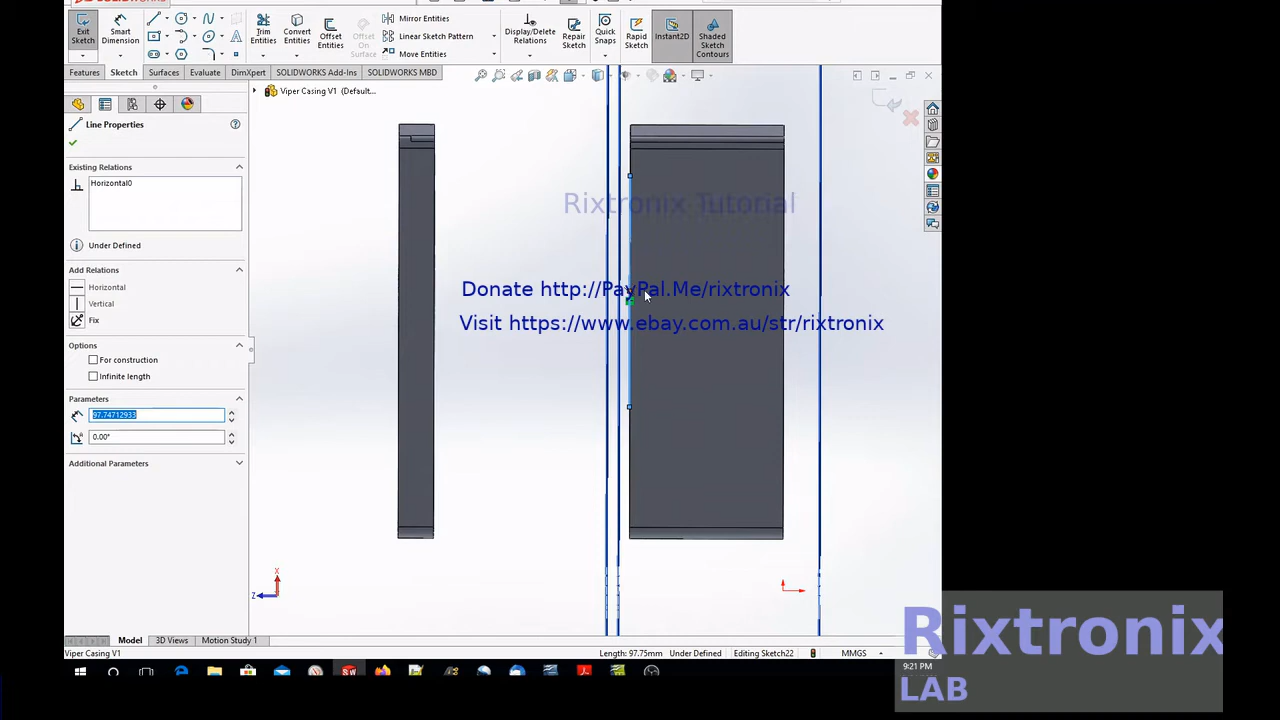 Exit Sketch
Smart Dimension
Trim Entities
Convert Entities
Offset Entities
Offset On Surface
Mirror Entities
Linear Sketch Pattern
Move Entities
Display/Delete Relations
Repair Sketch
Quick Snaps
Rapid Sketch
Instant2D
Shaded Sketch Contours
Features
Sketch
Surfaces
Evaluate
DimXpert
SOLIDWORKS Add-Ins
SOLIDWORKS MBD
Viper Casing V1 (Default...
Line Properties
Existing Relations
Horizontal0
Under Defined
Add Relations
Horizontal
Vertical
Fix
Options
For construction
Infinite length
Parameters
97.74712933
0.00°
Additional Parameters
Rixtronix Tutorial
Donate http://PayPal.Me/rixtronix
Visit https://www.ebay.com.au/str/rixtronix
X
Z
Model
3D Views
Motion Study 1
Viper Casing V1
Length: 97.75mm
Under Defined
Editing Sketch22
MMGS
9:21 PM
Rixtronix
LAB